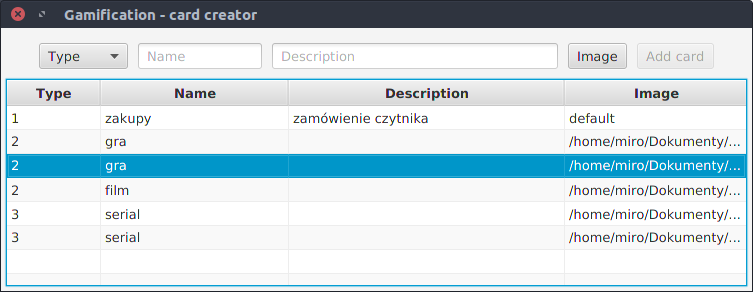 Gamification - card creator
Type Name Description Image Add card
Type Name Description Image
1 zakupy zamówienie czytnika default
2 gra /home/miro/Dokumenty/...
2 gra /home/miro/Dokumenty/...
2 film /home/miro/Dokumenty/...
3 serial /home/miro/Dokumenty/...
3 serial /home/miro/Dokumenty/...